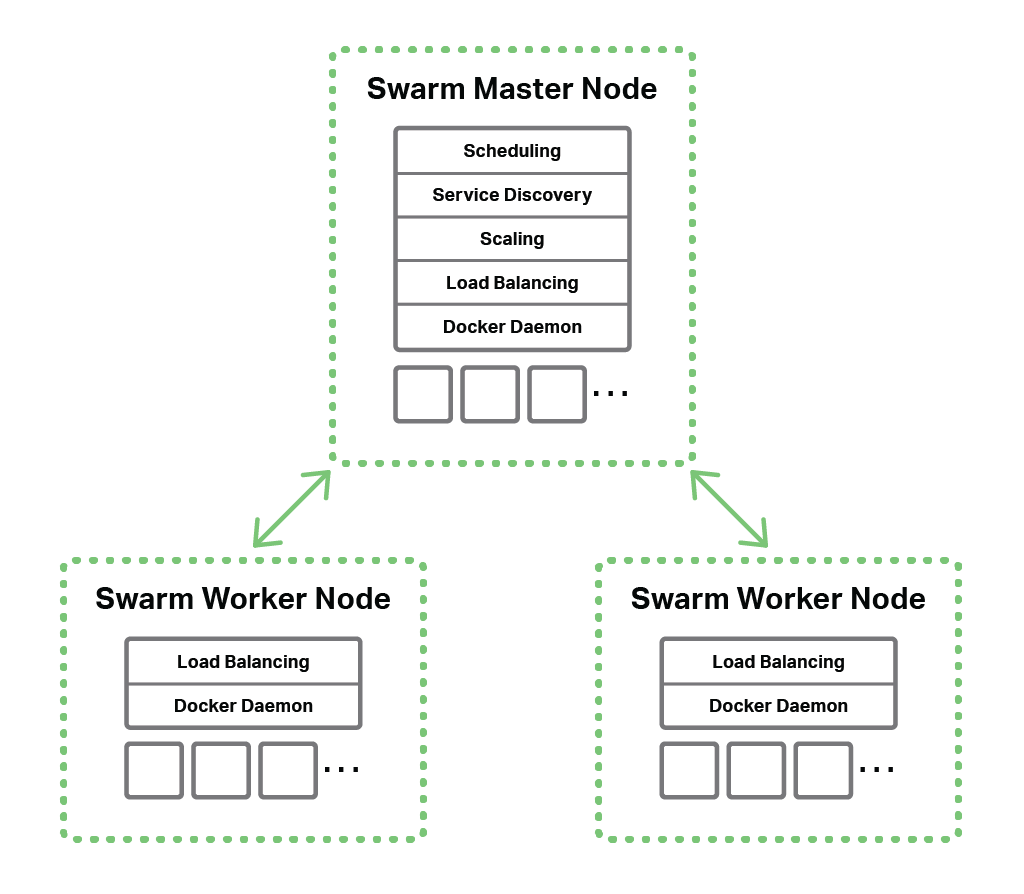 Swarm Master Node
Scheduling
Service Discovery
Scaling
Load Balancing
Docker Daemon
...
Swarm Worker Node
Load Balancing
Docker Daemon
...
Swarm Worker Node
Load Balancing
Docker Daemon
...